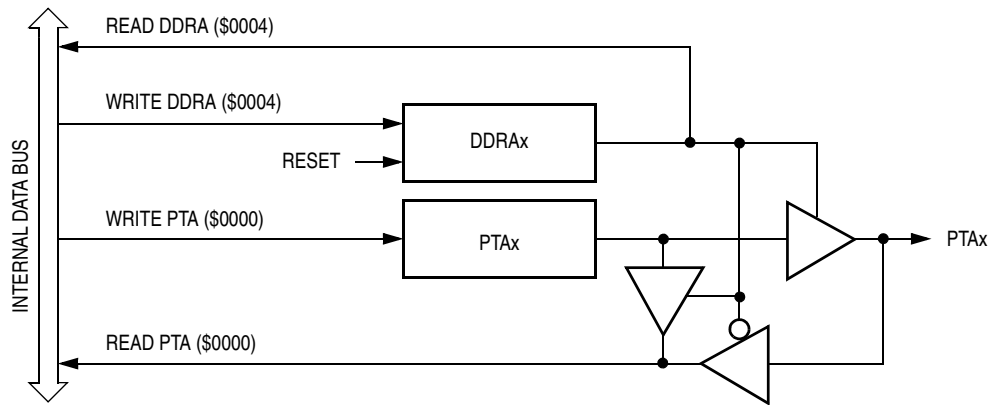 READ DDRA ($0004)
WRITE DDRA ($0004)
DDRAx
RESET
INTERNAL DATA BUS
WRITE PTA ($0000)
PTAx
PTAx
READ PTA ($0000)